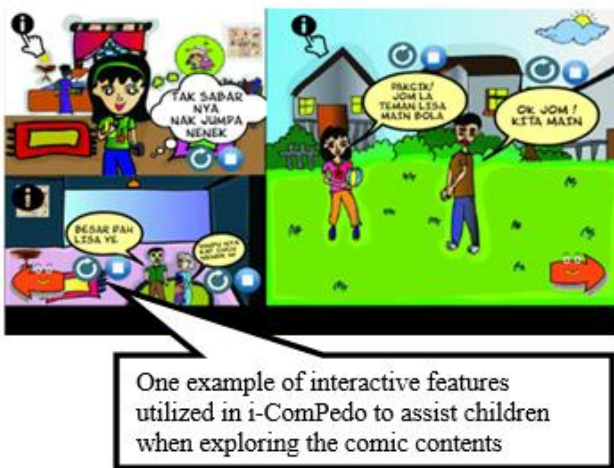 i
TAK SABAR
NYA
NAK JUMPA
NENEK
i
BESAR DAH
LISA YE
NENEK
i
PAKCIK!
JOM LA
TEMAN LISA
MAIN BOLA
OK JOM !
KITA MAIN
One example of interactive features
utilized in i-ComPedo to assist children
when exploring the comic contents